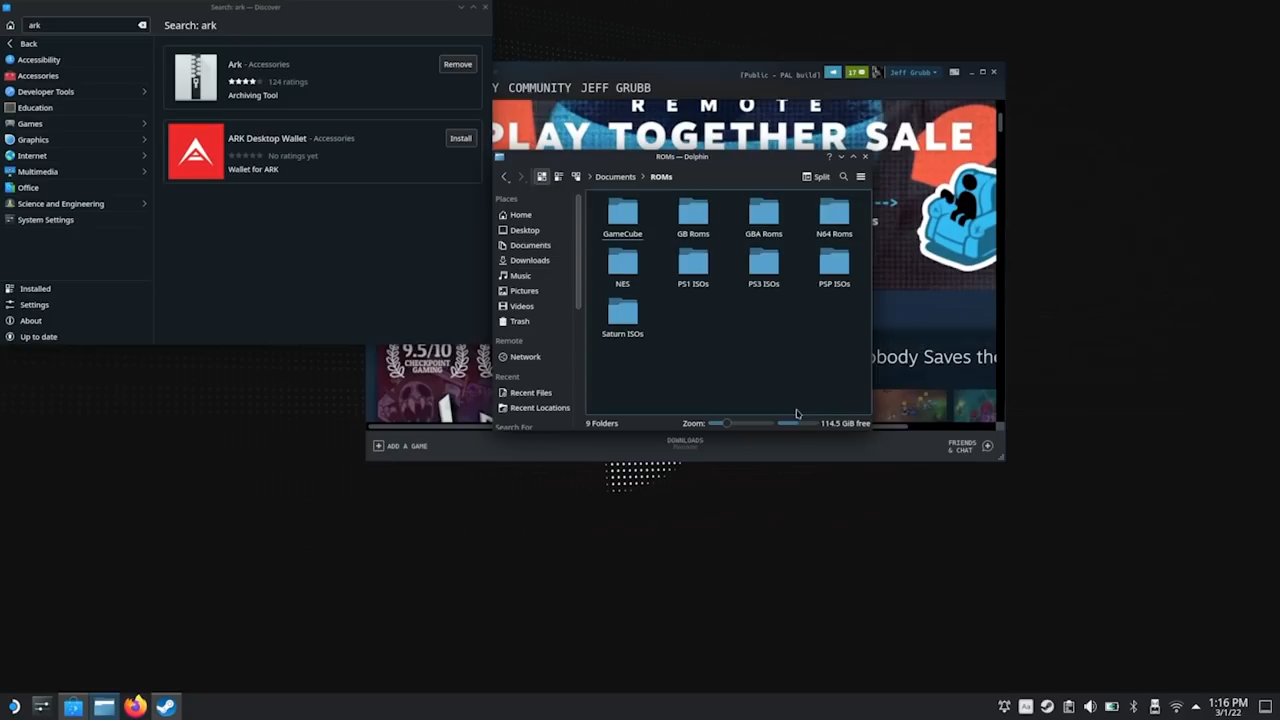 Search: ark — Discover
ark
Search: ark
Back
Accessibility
Accessories
Developer Tools
Education
Games
Graphics
Internet
Multimedia
Office
Science and Engineering
System Settings
Installed
Settings
About
Up to date
Ark - Accessories
124 ratings
Archiving Tool
Remove
ARK Desktop Wallet - Accessories
No ratings yet
Wallet for ARK
Install
[Public - PAL build]
17
Jeff Grubb
Y COMMUNITY JEFF GRUBB
REMOTE
PLAY TOGETHER SALE
ROMs — Dolphin
Documents
ROMs
Split
Places
Home
Desktop
Documents
Downloads
Music
Pictures
Videos
Trash
Remote
Network
Recent
Recent Files
Recent Locations
Search For
GameCube
GB Roms
GBA Roms
N64 Roms
NES
PS1 ISOs
PS3 ISOs
PSP ISOs
Saturn ISOs
9 Folders
Zoom:
114.5 GiB free
-->
s
obody Saves the
9.5/10
CHECKPOINT
GAMING
ADD A GAME
DOWNLOADS
Manage
FRIENDS
& CHAT
Aa
1:16 PM
3/1/22